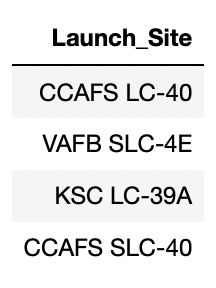 Launch_Site
CCAFS LC-40
VAFB SLC-4E
KSC LC-39A
CCAFS SLC-40